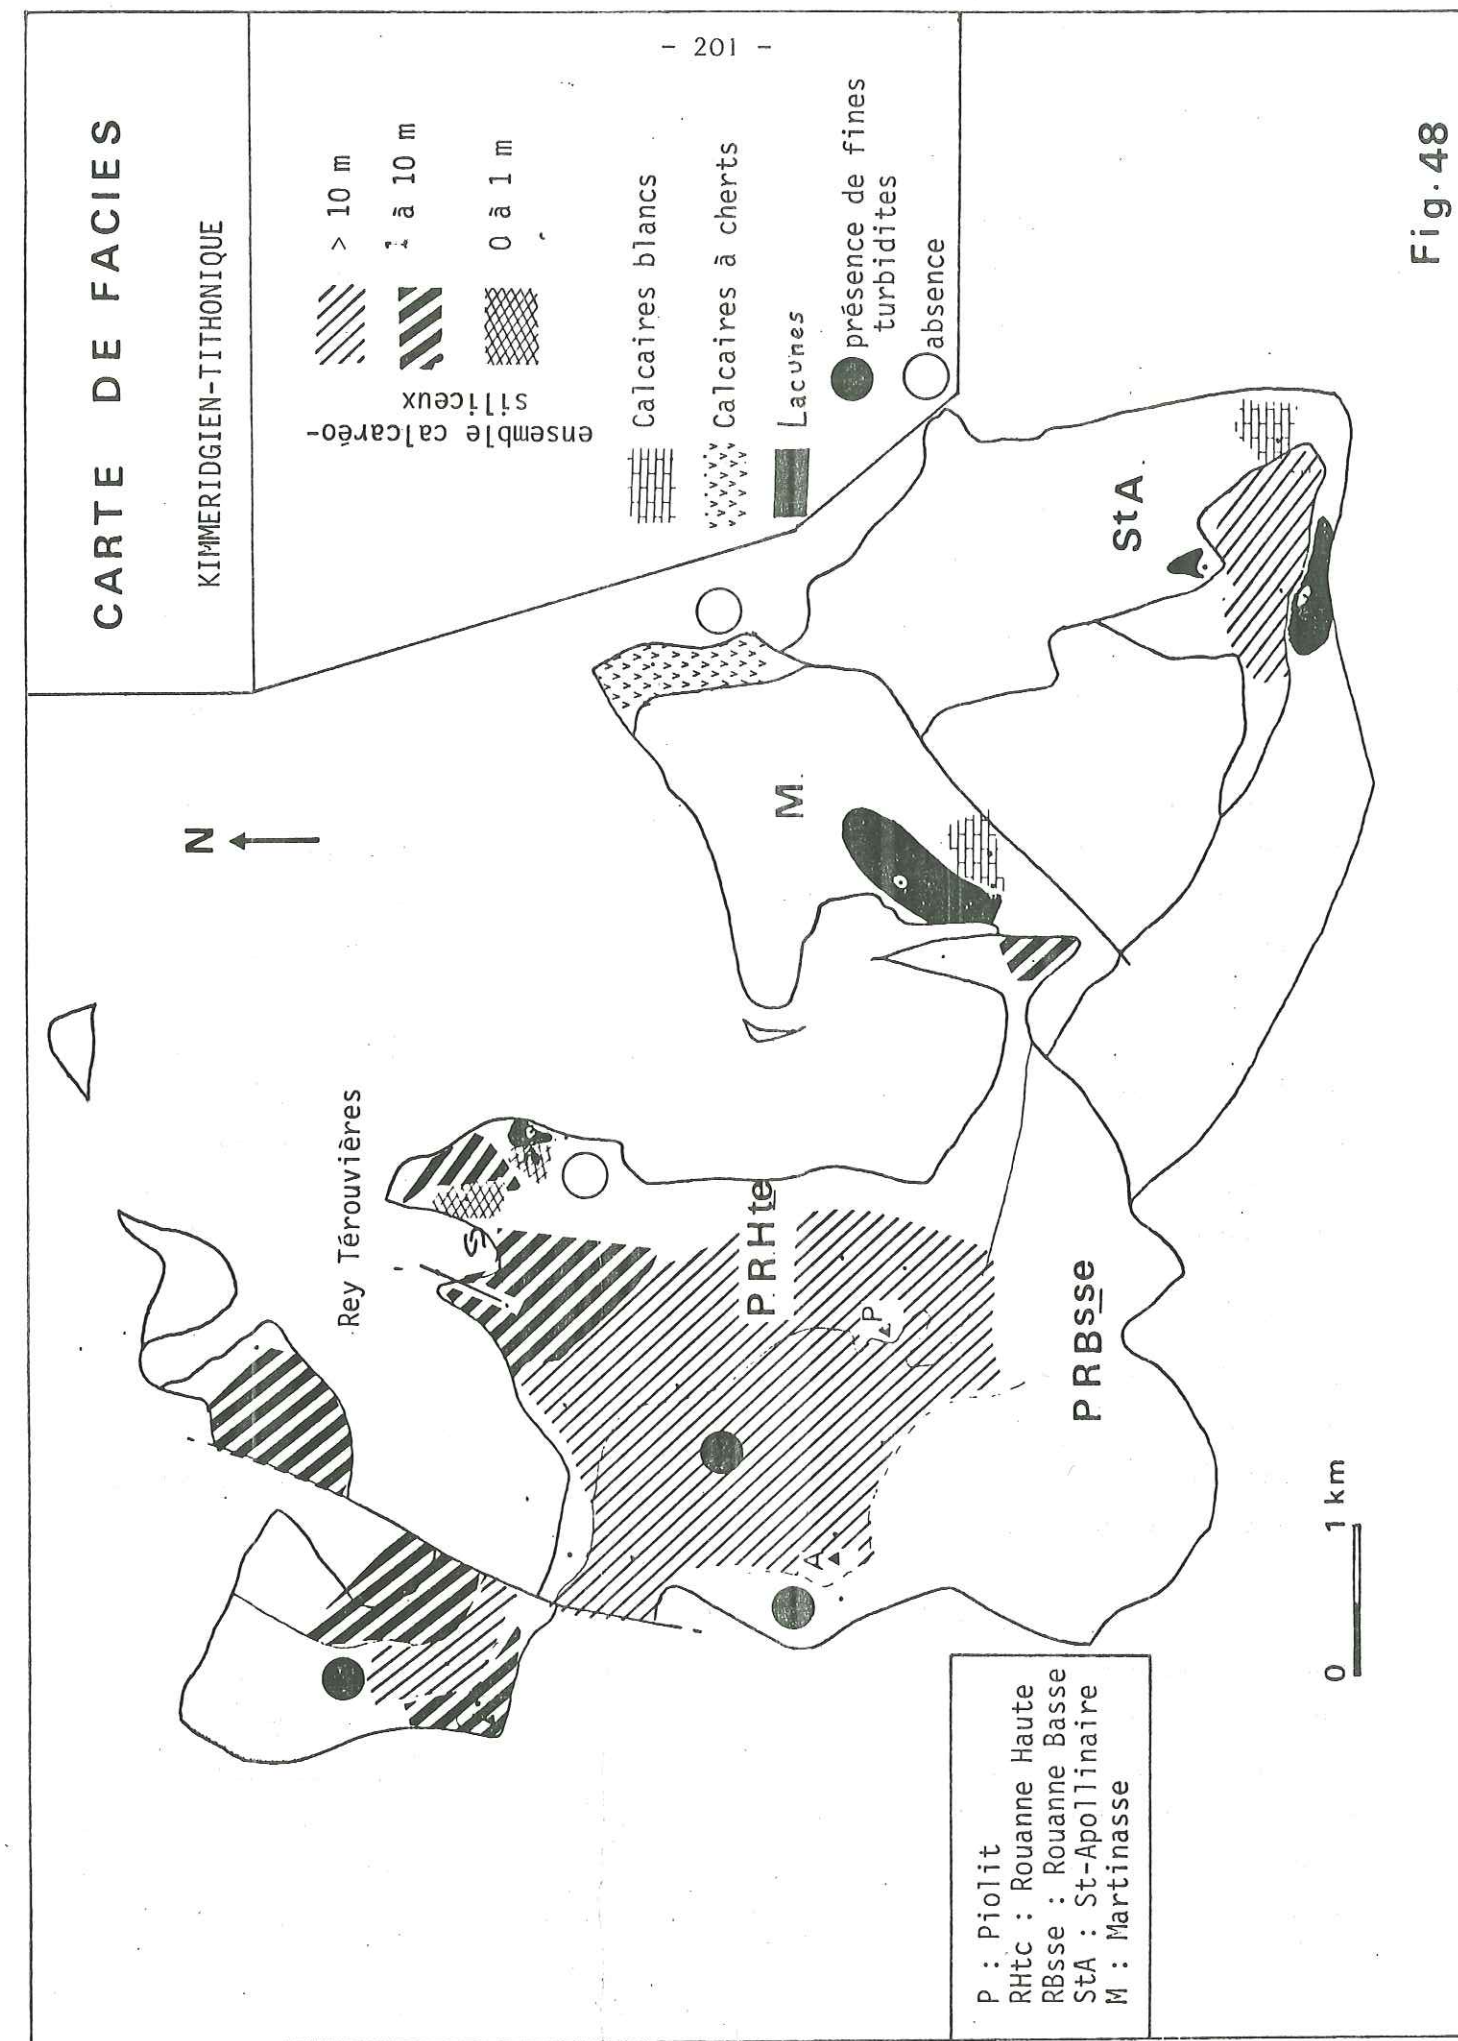 - 201 -
CARTE DE FACIES
KIMMERIDGIEN-TITHONIQUE
> 10 m
1 à 10 m
0 à 1 m
ensemble calcaréo-
siliceux
Calcaires blancs
Calcaires à cherts
Lacunes
présence de fines
turbidites
absence
N
Rey Térouvières
S
M.
StA.
PRHte
P
A
PRBsse
P : Piolit
RHtc : Rouanne Haute
RBsse : Rouanne Basse
StA : St-Apollinaire
M : Martinasse
0 1 km
Fig.48